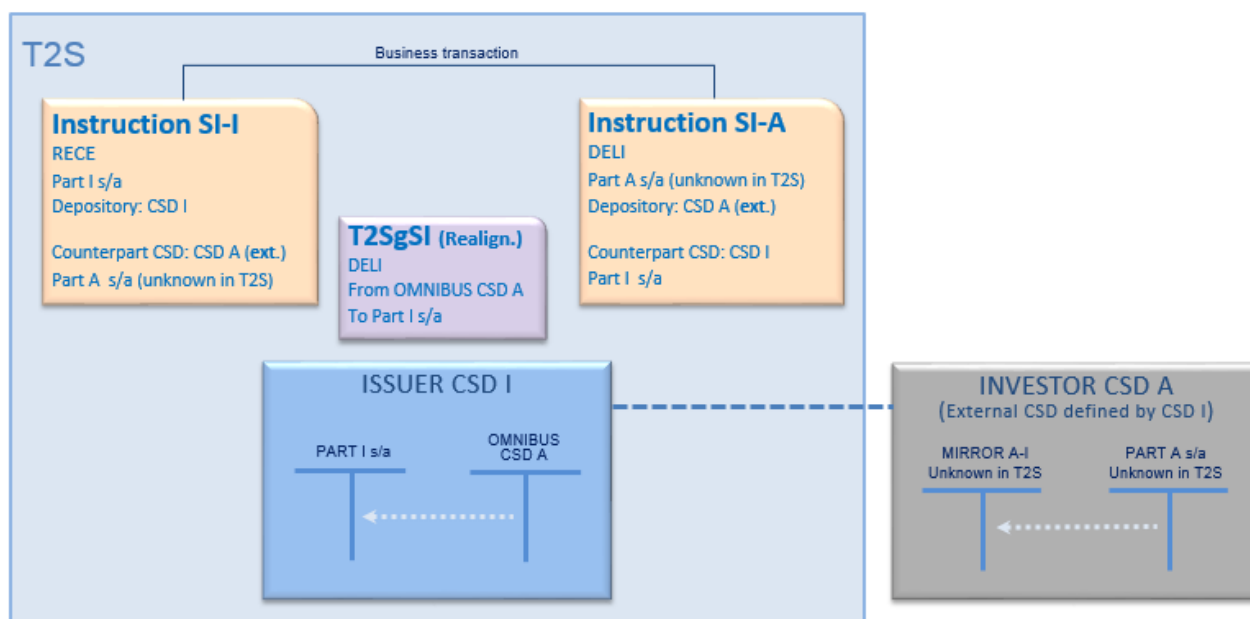 T2S
Business transaction
Instruction SI-I
RECE
Part I s/a
Depository: CSD I
Counterpart CSD: CSD A (ext.)
Part A s/a (unknown in T2S)
Instruction SI-A
DELI
Part A s/a (unknown in T2S)
Depository: CSD A (ext.)
Counterpart CSD: CSD I
Part I s/a
T2SgSI (Realign.)
DELI
From OMNIBUS CSD A
To Part I s/a
ISSUER CSD I
PART I s/a
OMNIBUS
CSD A
INVESTOR CSD A
(External CSD defined by CSD I)
MIRROR A-I
Unknown in T2S
PART A s/a
Unknown in T2S